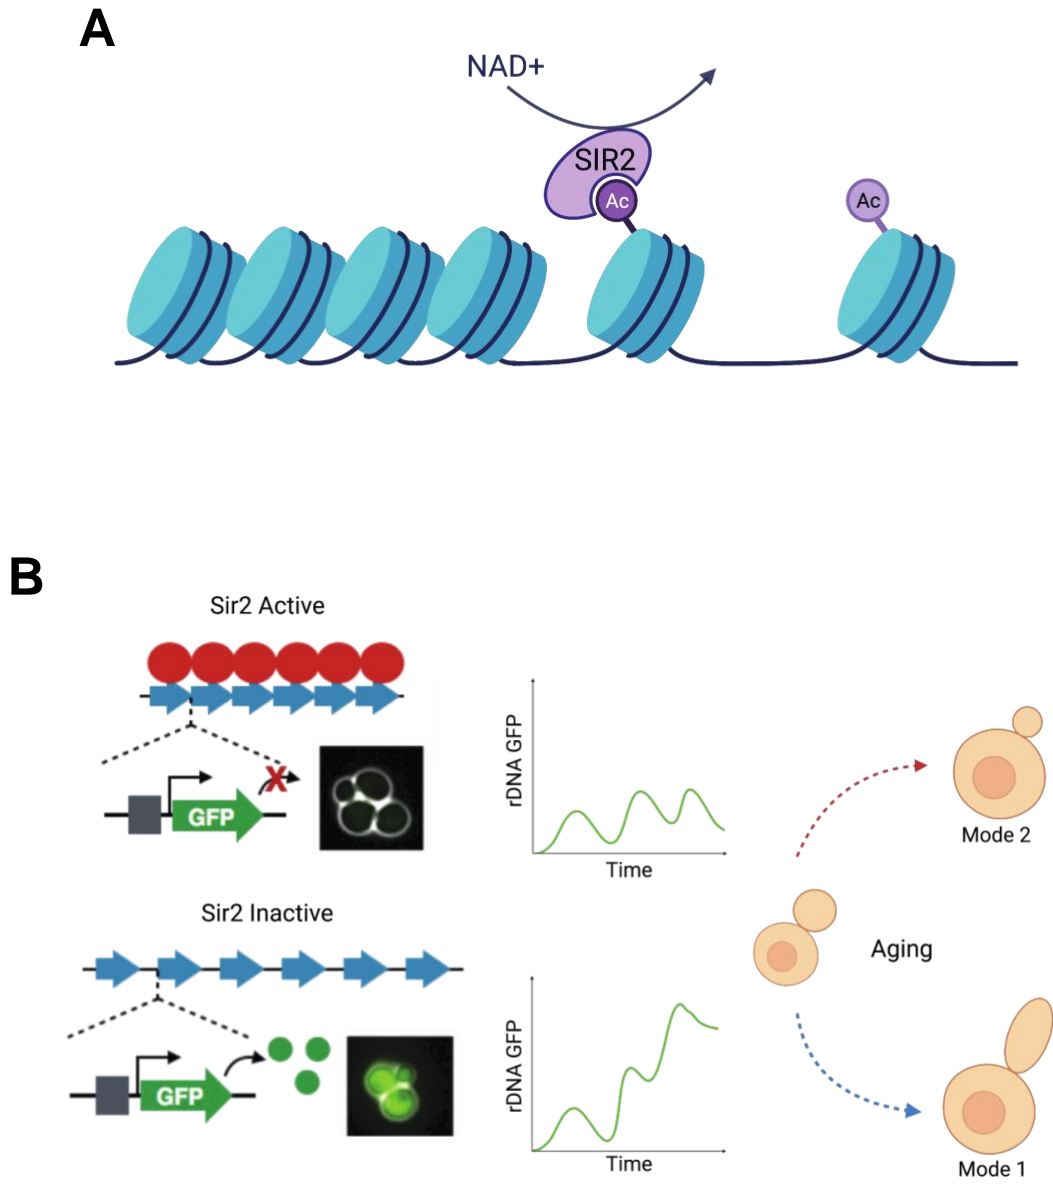 A
NAD+
SIR2
Ac
Ac
B
Sir2 Active
X
GFP
rDNA GFP
Time
Mode 2
Sir2 Inactive
Aging
GFP
rDNA GFP
Time
Mode 1